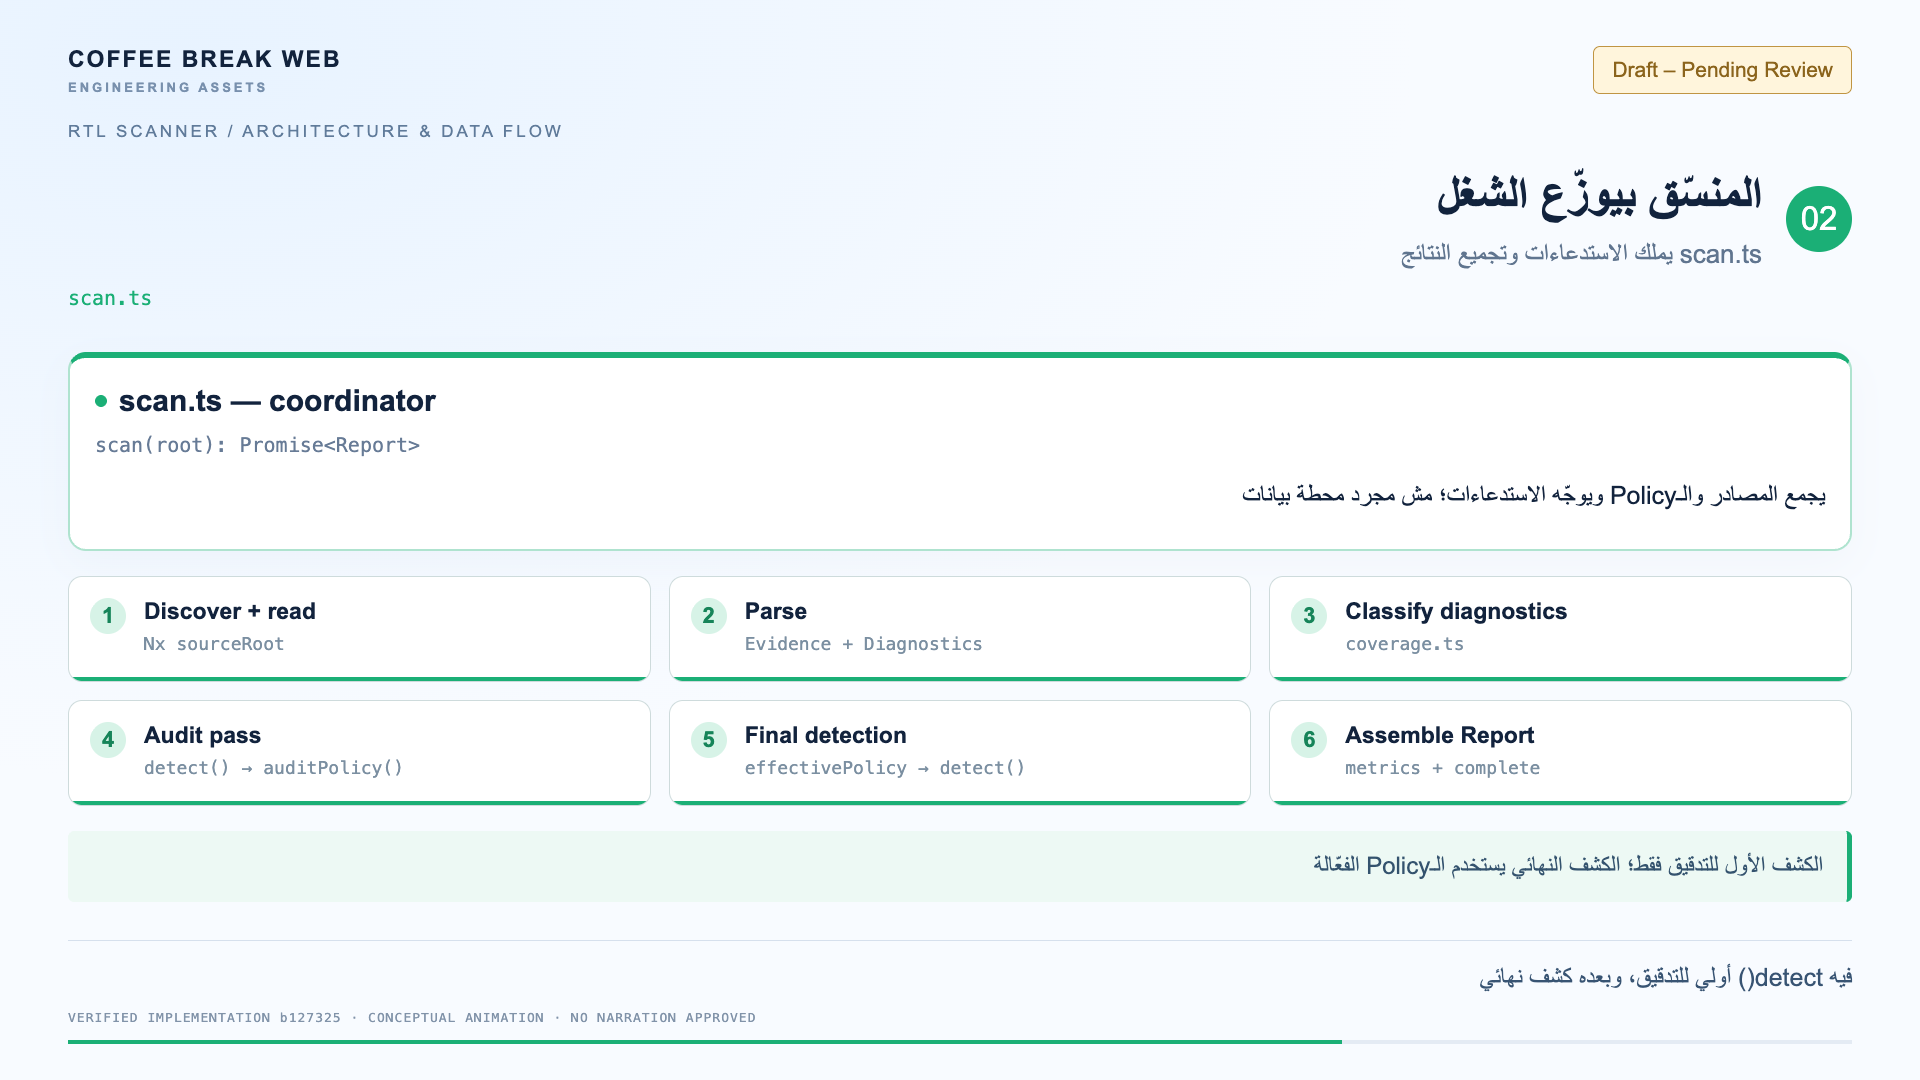 COFFEE BREAK WEB
ENGINEERING ASSETS
Draft – Pending Review
RTL SCANNER / ARCHITECTURE & DATA FLOW
02
المنسّق بيوزّع الشغل
scan.ts يملك الاستدعاءات وتجميع النتائج
scan.ts
scan.ts — coordinator
scan(root): Promise<Report>
يجمع المصادر والـPolicy ويوجّه الاستدعاءات؛ مش مجرد محطة بيانات
1
Discover + read
Nx sourceRoot
2
Parse
Evidence + Diagnostics
3
Classify diagnostics
coverage.ts
4
Audit pass
detect() → auditPolicy()
5
Final detection
effectivePolicy → detect()
6
Assemble Report
metrics + complete
الكشف الأول للتدقيق فقط؛ الكشف النهائي يستخدم الـPolicy الفعّالة
فيه detect() أولي للتدقيق، وبعده كشف نهائي
VERIFIED IMPLEMENTATION b127325 · CONCEPTUAL ANIMATION · NO NARRATION APPROVED